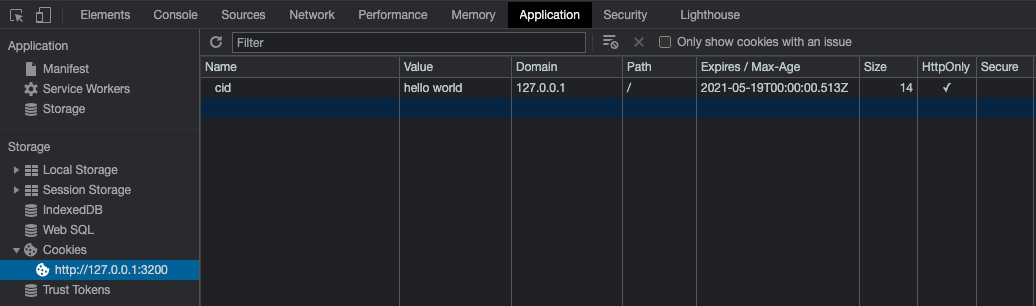 Elements Console Sources Network Performance Memory Application Security Lighthouse
Application
Manifest
Service Workers
Storage
Storage
Local Storage
Session Storage
IndexedDB
Web SQL
Cookies
http://127.0.0.1:3200
Trust Tokens
Filter Only show cookies with an issue
Name Value Domain Path Expires / Max-Age Size HttpOnly Secure
cid hello world 127.0.0.1 / 2021-05-19T00:00:00.513Z 14 ✓